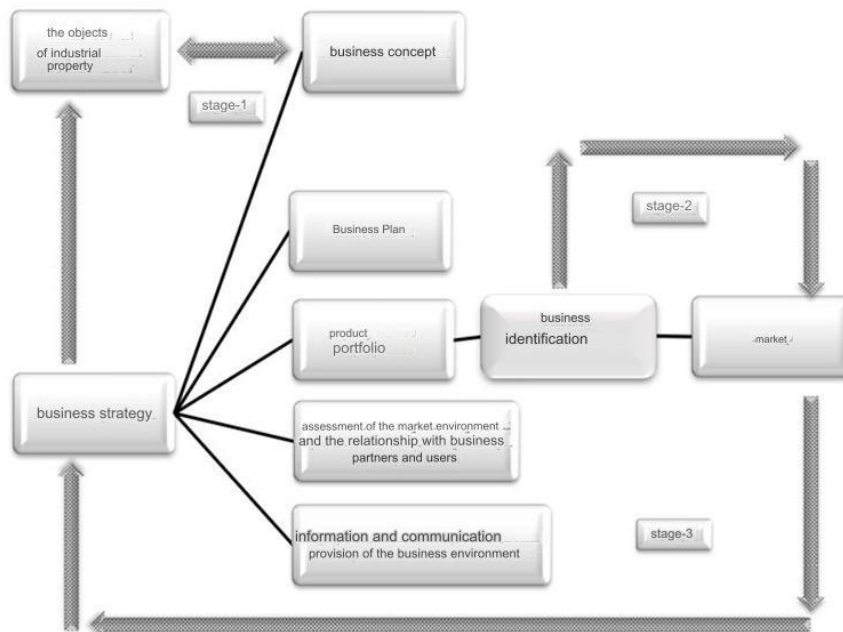 the objects
of industrial
property
business concept
stage-1
Business Plan
stage-2
product
portfolio
business
identification
market
business strategy
assessment of the market environment
and the relationship with business
partners and users
information and communication
provision of the business environment
stage-3